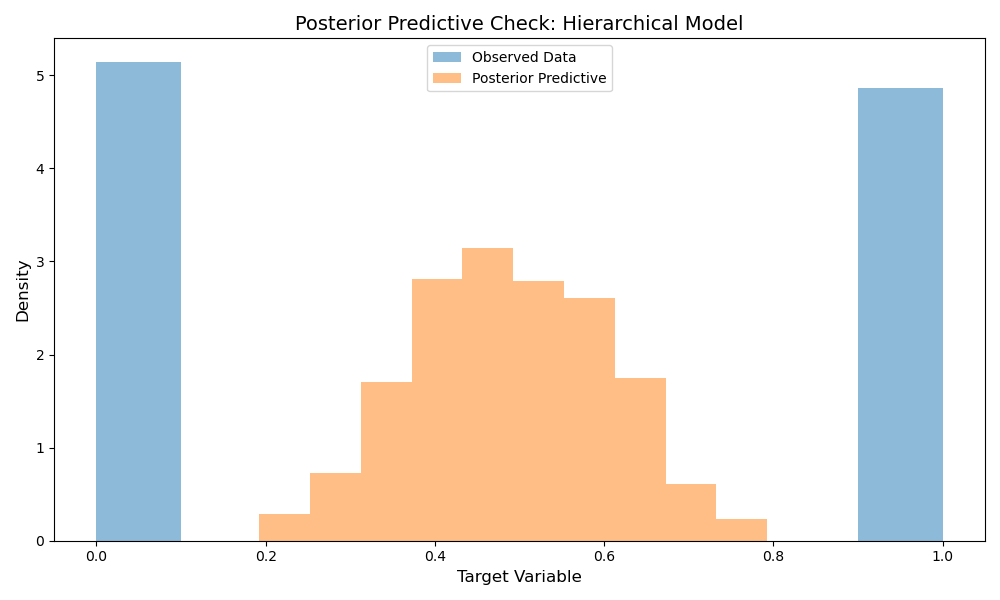 Posterior Predictive Check: Hierarchical Model
Observed Data
Posterior Predictive
Density
5
4
3
2
1
0
0.0 0.2 0.4 0.6 0.8 1.0
Target Variable